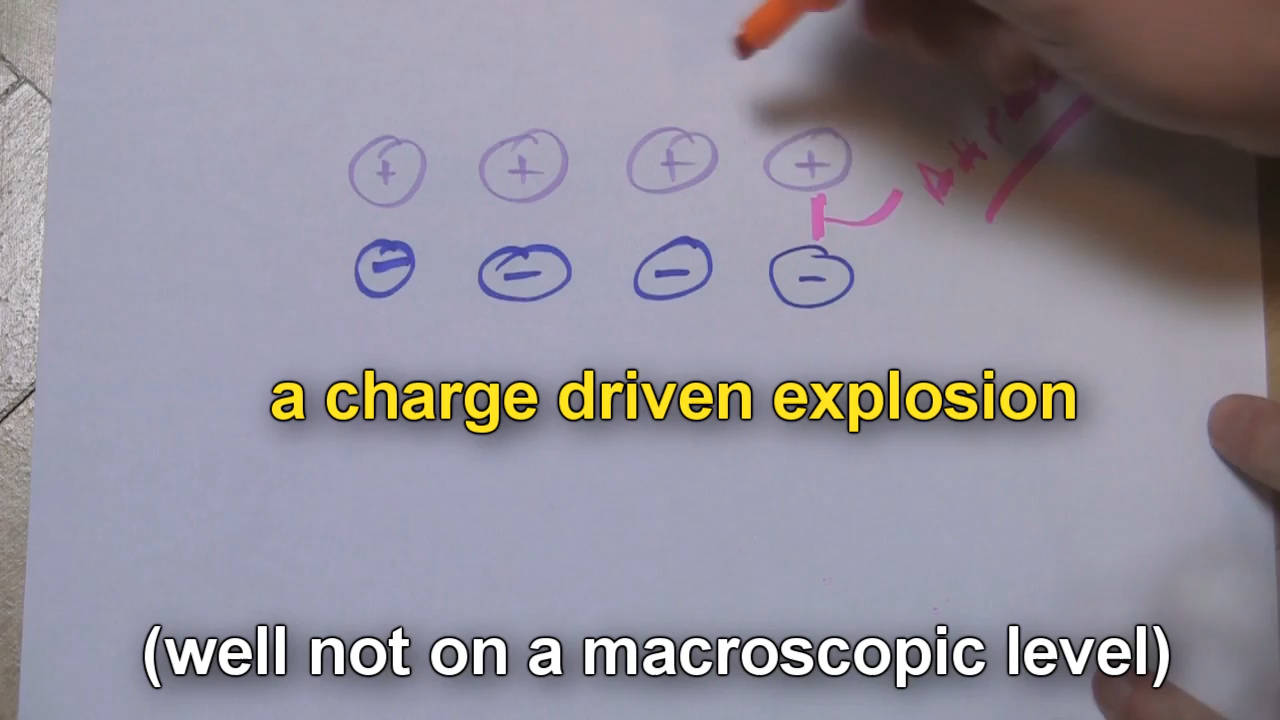 + + + +
- - - -
a charge driven explosion
(well not on a macroscopic level)